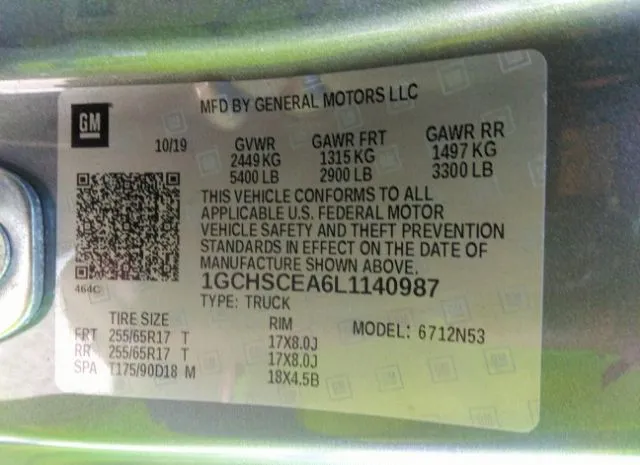 GM
MFD BY GENERAL MOTORS LLC
10/19 GVWR GAWR FRT GAWR RR
2449 KG 1315 KG 1497 KG
5400 LB 2900 LB 3300 LB
THIS VEHICLE CONFORMS TO ALL
APPLICABLE U.S. FEDERAL MOTOR
VEHICLE SAFETY AND THEFT PREVENTION
STANDARDS IN EFFECT ON THE DATE OF
MANUFACTURE SHOWN ABOVE.
464C
1GCHSCEA6L1140987
TYPE: TRUCK
TIRE SIZE RIM MODEL: 6712N53
FRT 255/65R17 T 17X8.0J
RR 255/65R17 T 17X8.0J
SPA T175/90D18 M 18X4.5B